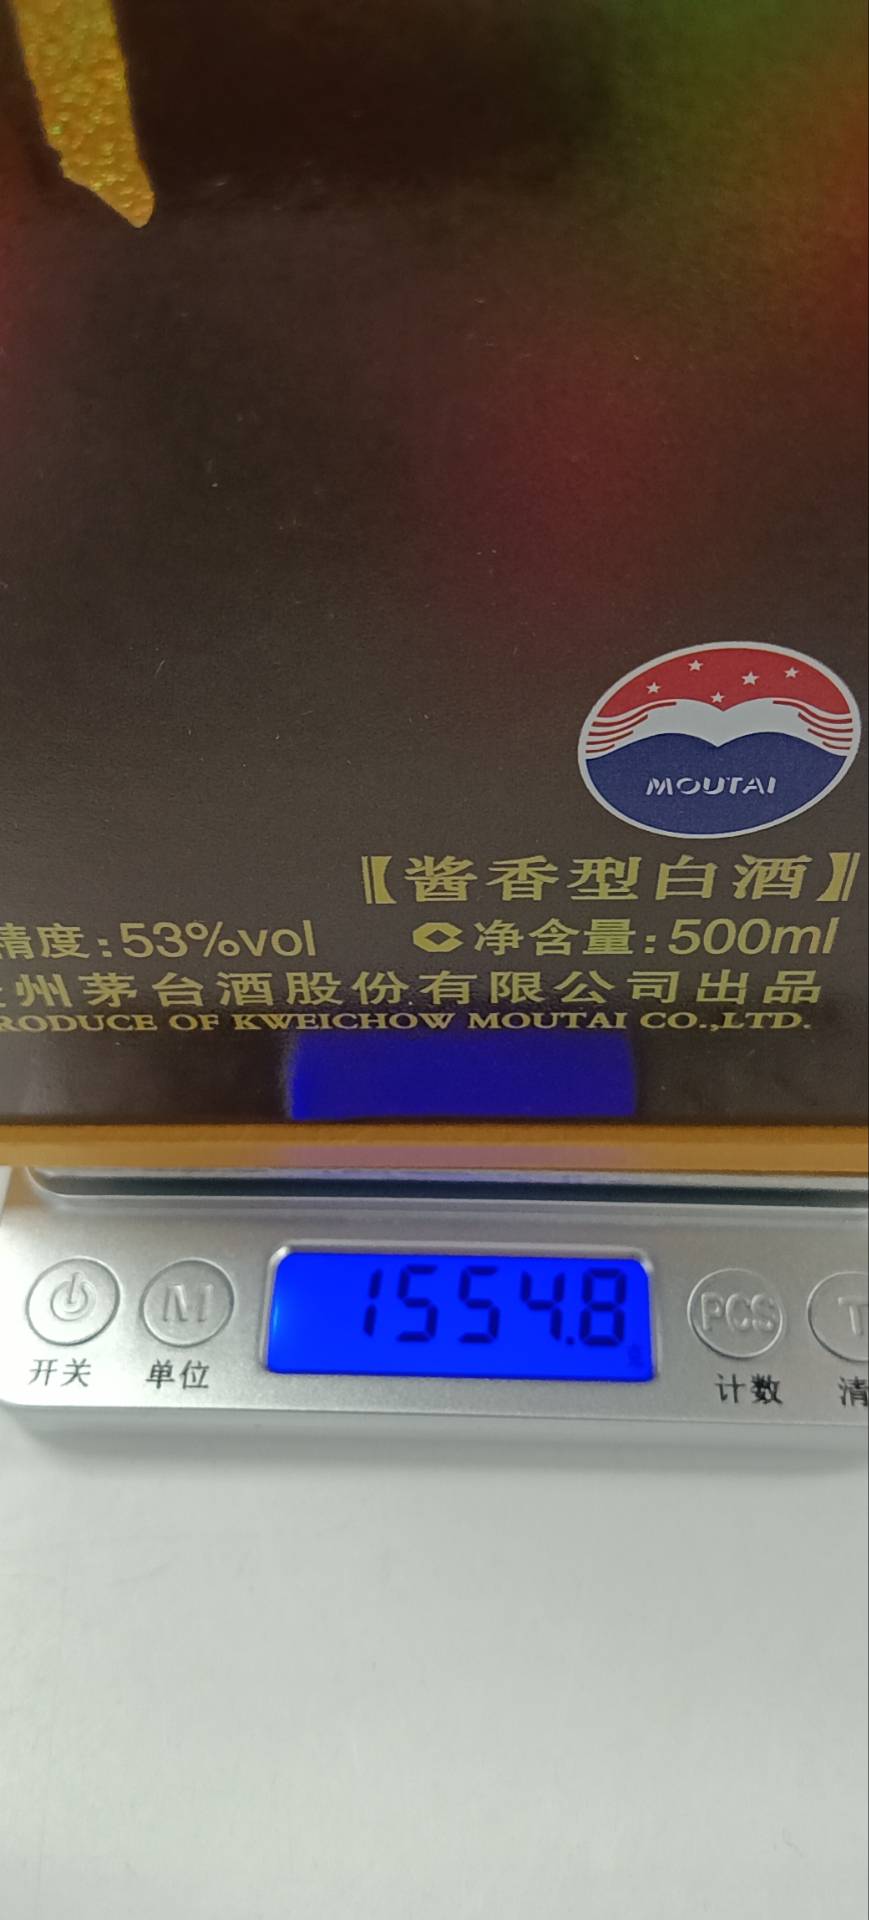 MOUTAI
【酱香型白酒】
精度:53%vol ◇净含量:500ml
州茅台酒股份有限公司出品
RODUCE OF KWEICHOW MOUTAI CO.,LTD.
1554.8
M PCS T
开关 单位 计数 清